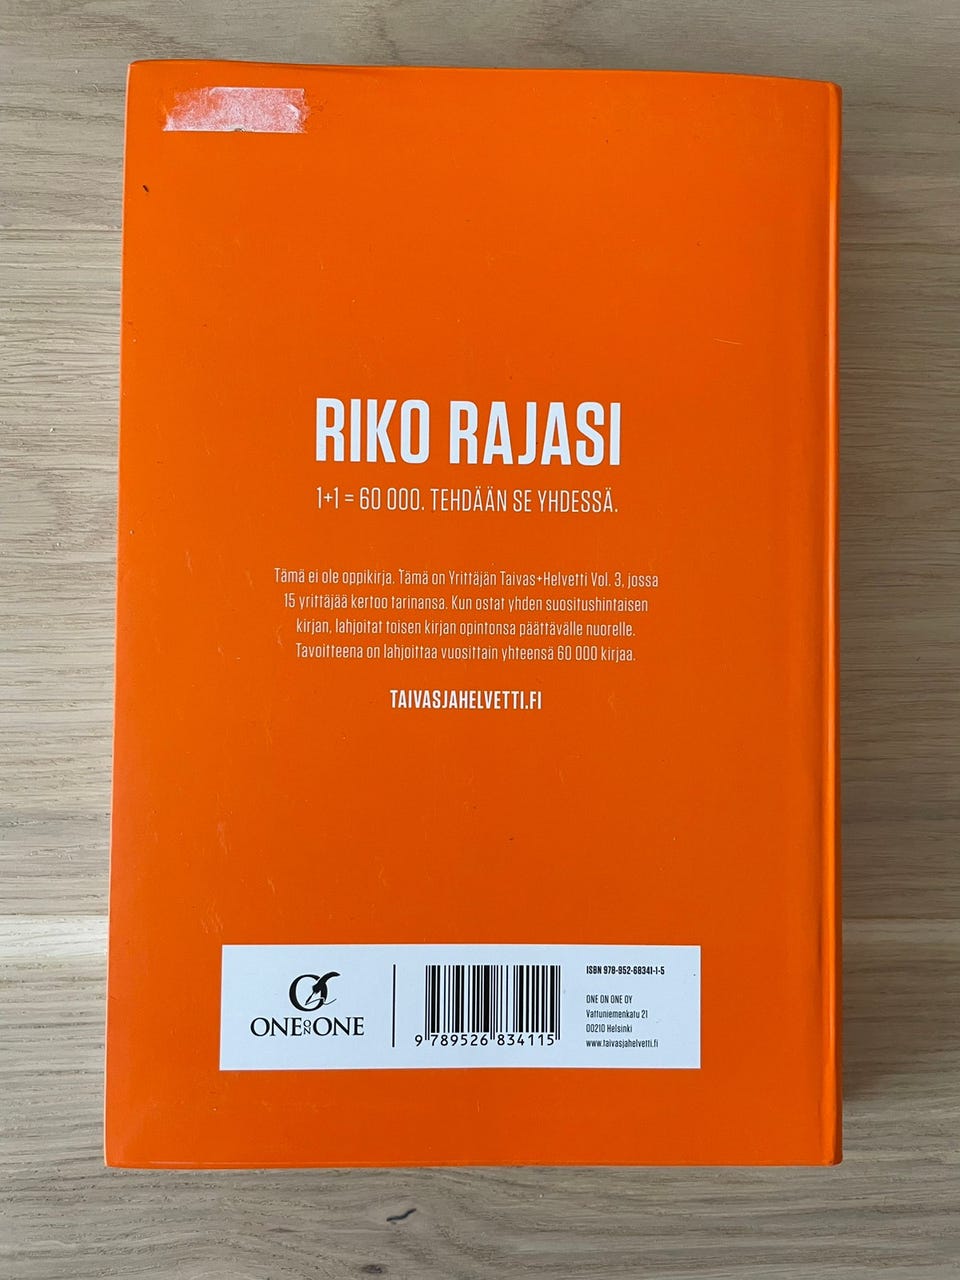 RIKO RAJASI
1+1 = 60 000. TEHDÄÄN SE YHDESSÄ.
Tämä ei ole oppikirja. Tämä on Yrittäjän Taivas+Helvetti Vol. 3, jossa
15 yrittäjää kertoo tarinansa. Kun ostat yhden suositushintaisen
kirjan, lahjoitat toisen kirjan opintonsa päättävälle nuorelle.
Tavoitteena on lahjoittaa vuosittain yhteensä 60 000 kirjaa.
TAIVASJAHELVETTI.FI
ONE ON ONE
9 789526 834115
ISBN 978-952-68341-1-5
ONE ON ONE OY
Vattuniemenkatu 21
00210 Helsinki
www.taivasjahelvetti.fi